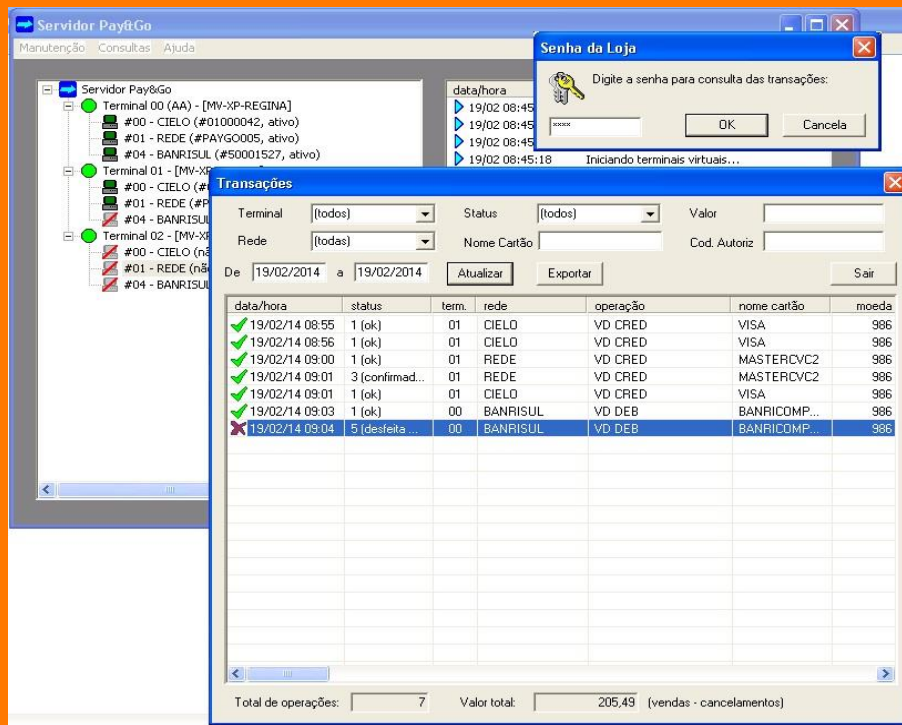 Servidor Pay&Go
Manutenção Consultas Ajuda
Servidor Pay&Go
Terminal 00 (AA) - [MV-XP-REGINA]
#00 - CIELO (#01000042, ativo)
#01 - REDE (#PAYGO005, ativo)
#04 - BANRISUL (#50001527, ativo)
Terminal 01 - [MV-XP
#00 - CIELO (#
#01 - REDE (#P
#04 - BANRISUL
Terminal 02 - [MV-XP
#00 - CIELO (nã
#01 - REDE (não
#04 - BANRISUL
data/hora
19/02 08:45
19/02 08:45
19/02 08:45
19/02 08:45:18 Iniciando terminais virtuais...
Senha da Loja
Digite a senha para consulta das transações:
xxxx
OK Cancela
Transações
Terminal (todos) Status (todos) Valor
Rede (todas) Nome Cartão Cod. Autoriz
De 19/02/2014 a 19/02/2014 Atualizar Exportar Sair
data/hora status term. rede operação nome cartão moeda
19/02/14 08:55 1 (ok) 01 CIELO VD CRED VISA 986
19/02/14 08:56 1 (ok) 01 CIELO VD CRED VISA 986
19/02/14 09:00 1 (ok) 01 REDE VD CRED MASTERCVC2 986
19/02/14 09:01 3 (confirmad... 01 REDE VD CRED MASTERCVC2 986
19/02/14 09:01 1 (ok) 01 CIELO VD CRED VISA 986
19/02/14 09:03 1 (ok) 00 BANRISUL VD DEB BANRICOMP... 986
19/02/14 09:04 5 (desfeita ... 00 BANRISUL VD DEB BANRICOMP... 986
Total de operações: 7 Valor total: 205,49 (vendas - cancelamentos)